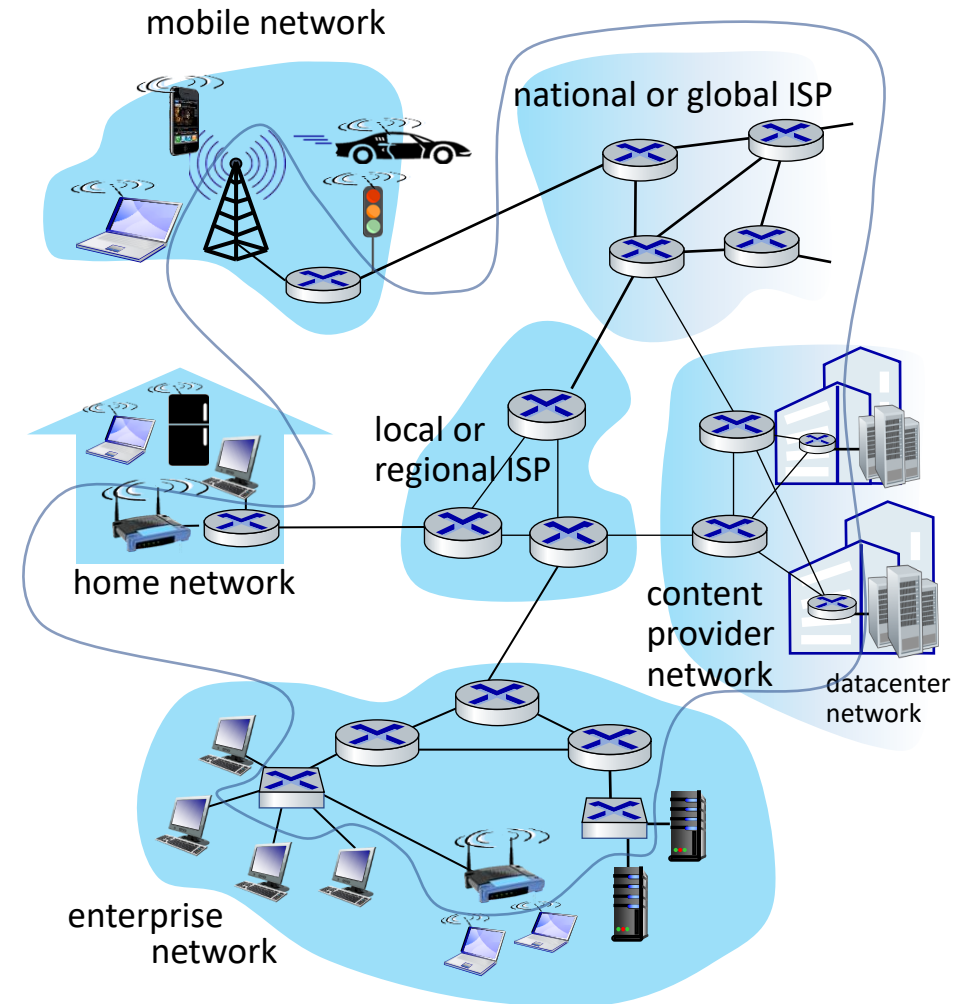 mobile network
national or global ISP
local or
regional ISP
home network
content
provider
network
datacenter
network
enterprise
network